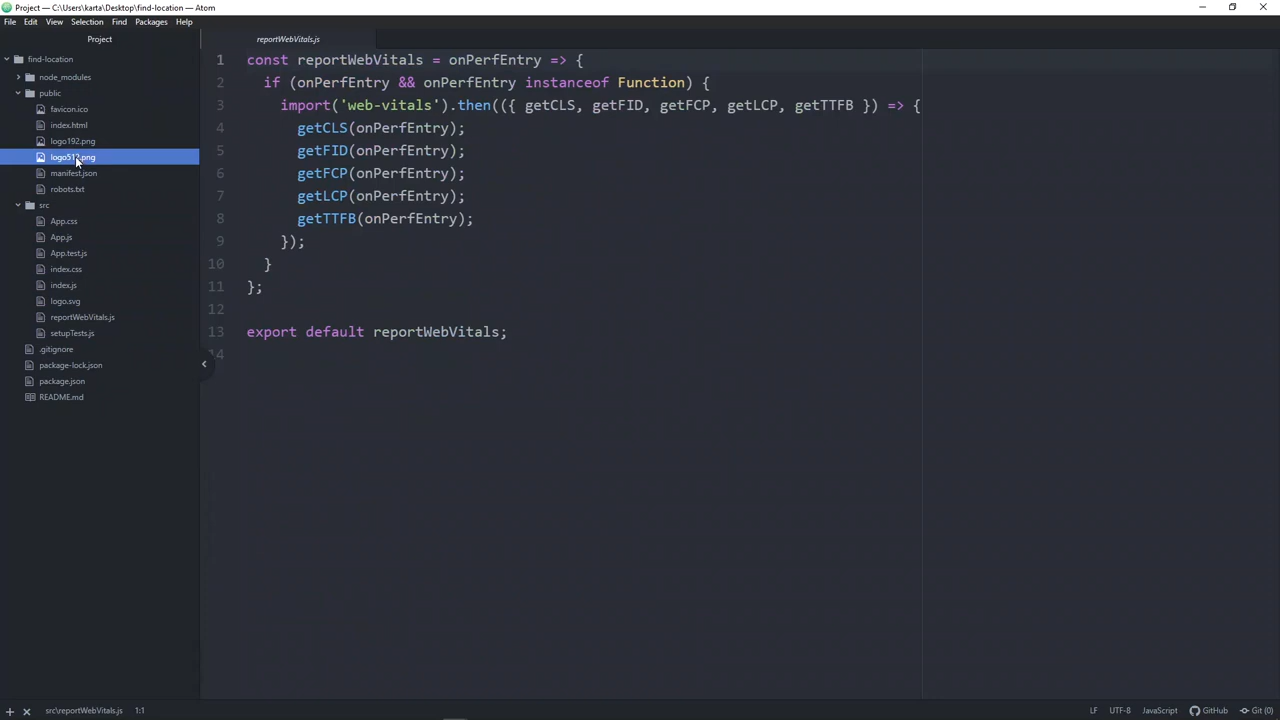 Project — C:\Users\karta\Desktop\find-location — Atom
File Edit View Selection Find Packages Help
Project
find-location
node_modules
public
favicon.ico
index.html
logo192.png
logo512.png
manifest.json
robots.txt
src
App.css
App.js
App.test.js
index.css
index.js
logo.svg
reportWebVitals.js
setupTests.js
.gitignore
package-lock.json
package.json
README.md
reportWebVitals.js
1 const reportWebVitals = onPerfEntry => {
2 if (onPerfEntry && onPerfEntry instanceof Function) {
3 import('web-vitals').then(({ getCLS, getFID, getFCP, getLCP, getTTFB }) => {
4 getCLS(onPerfEntry);
5 getFID(onPerfEntry);
6 getFCP(onPerfEntry);
7 getLCP(onPerfEntry);
8 getTTFB(onPerfEntry);
9 });
10 }
11 };
12
13 export default reportWebVitals;
14
src\reportWebVitals.js 1:1 LF UTF-8 JavaScript GitHub Git (0)